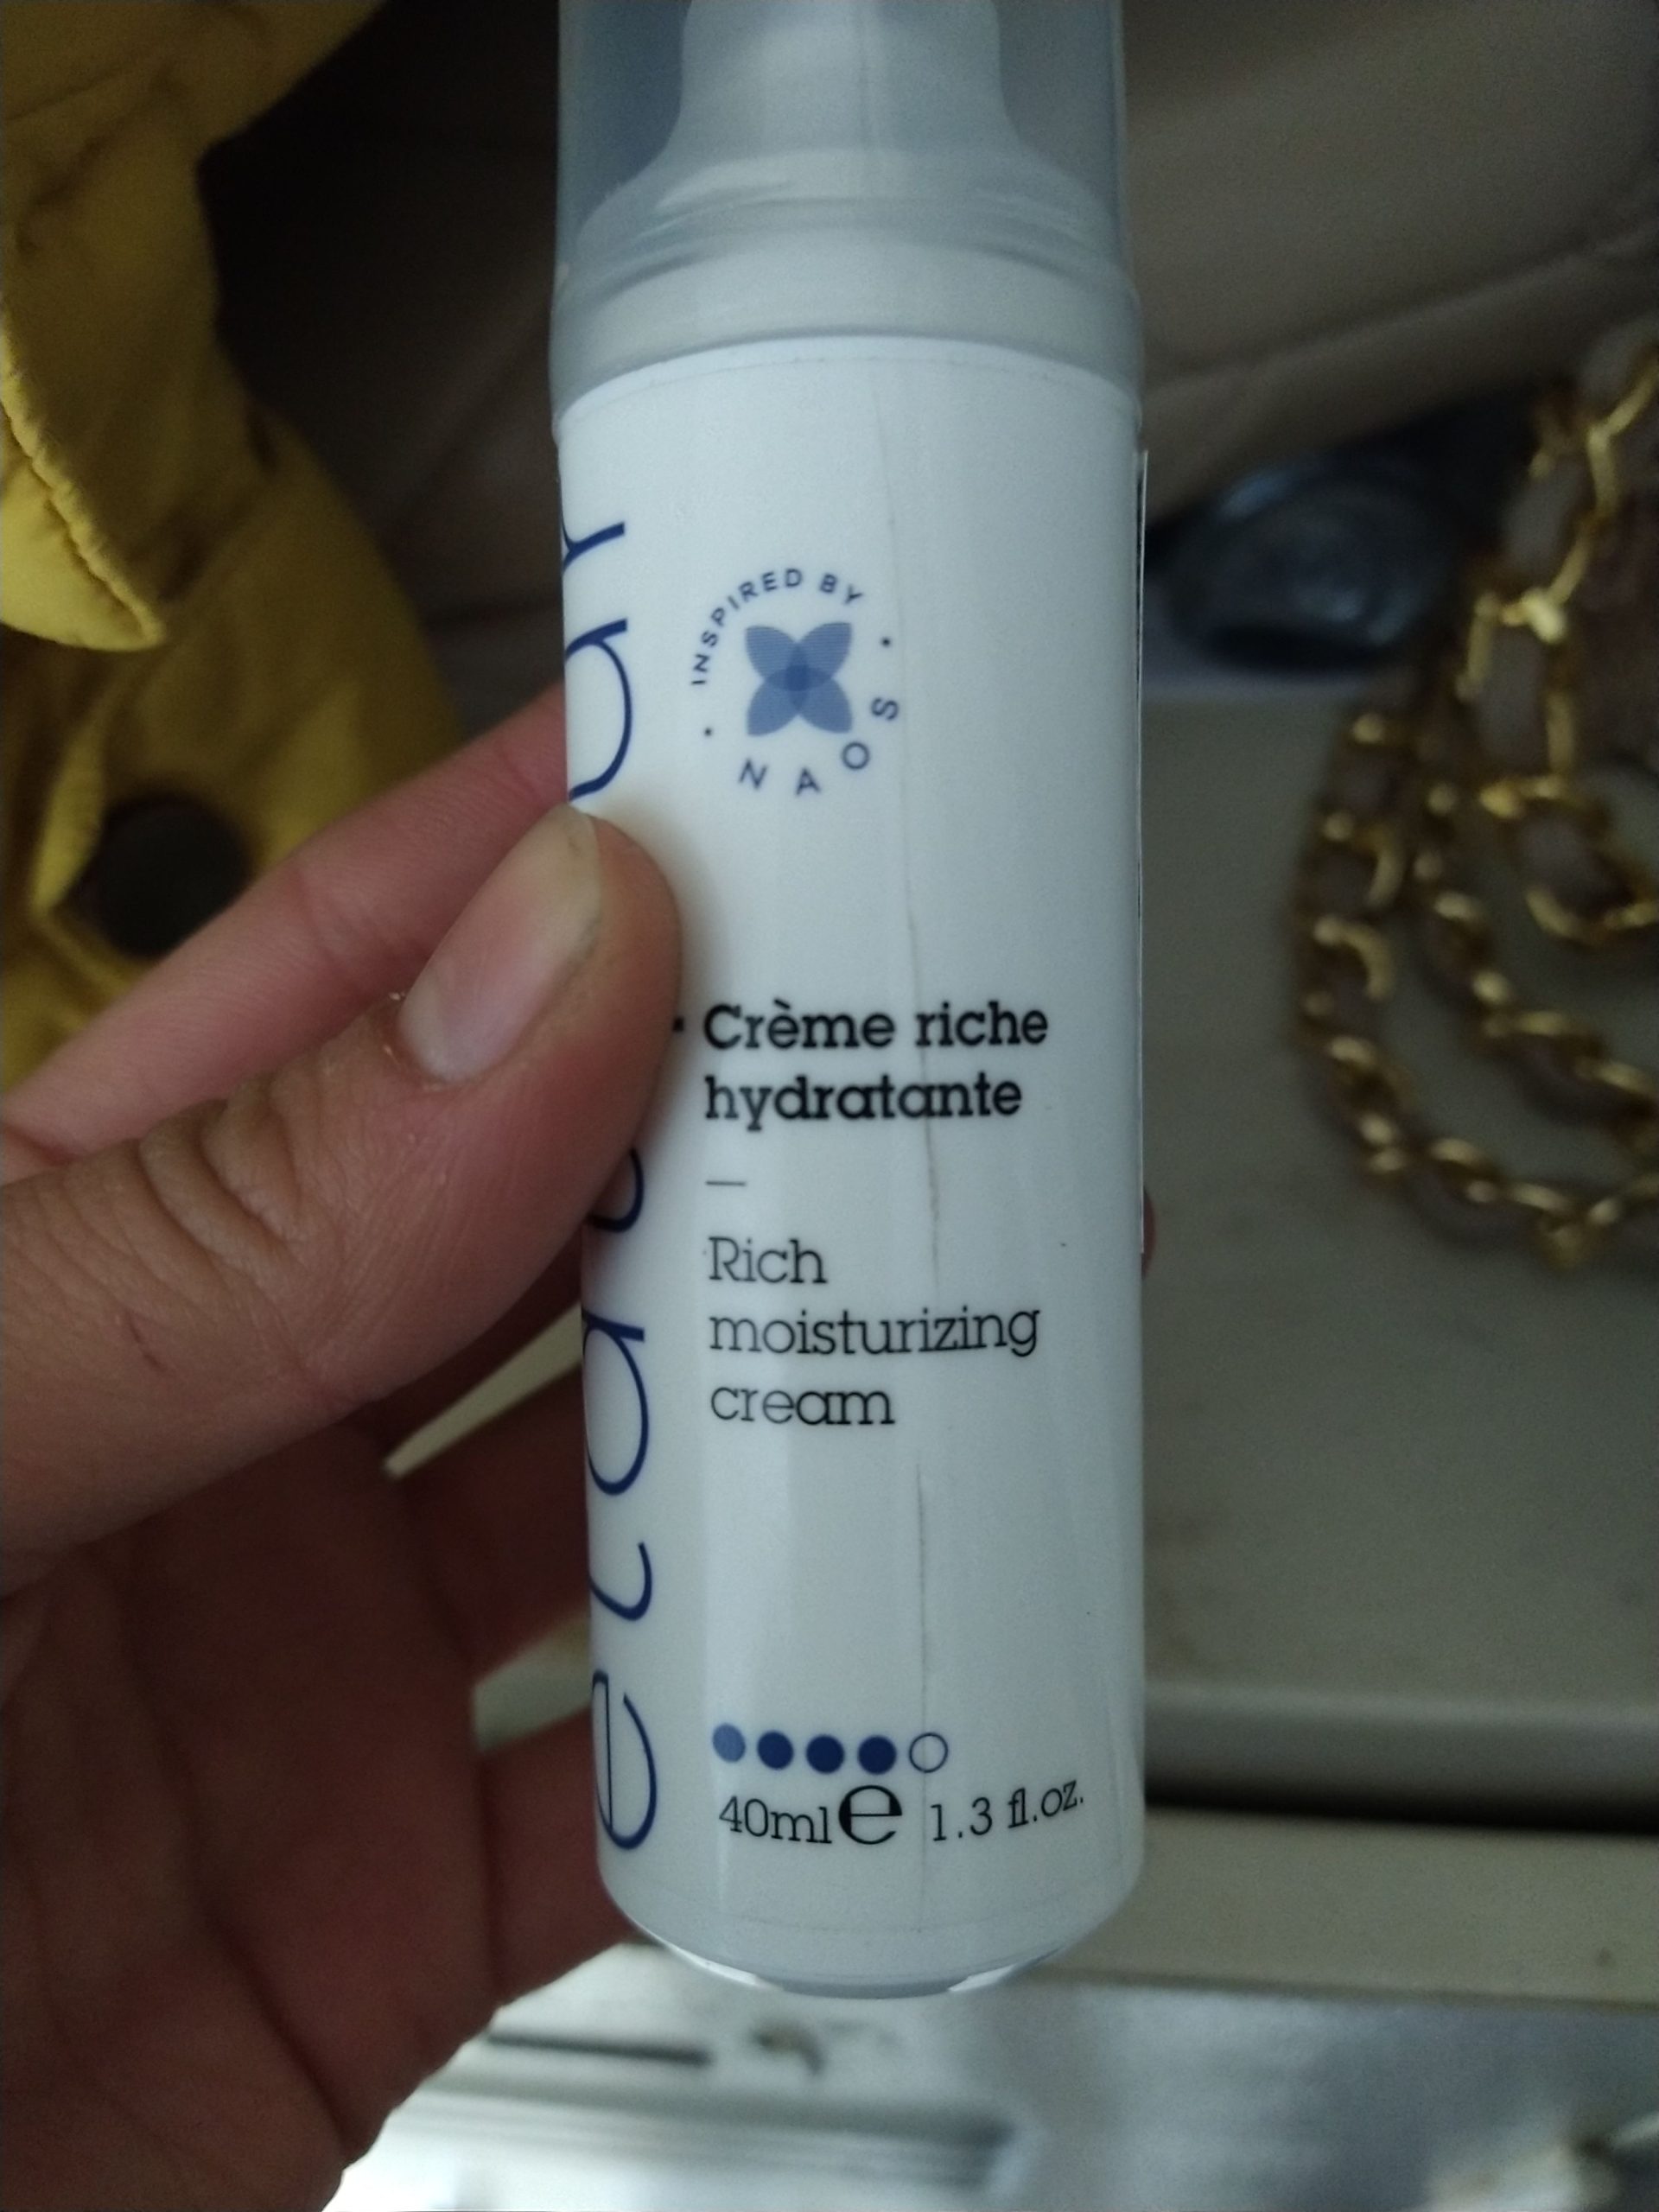 INSPIRED BY
NAOS
Crème riche
hydratante
—
Rich
moisturizing
cream
40ml e 1.3 fl.oz.